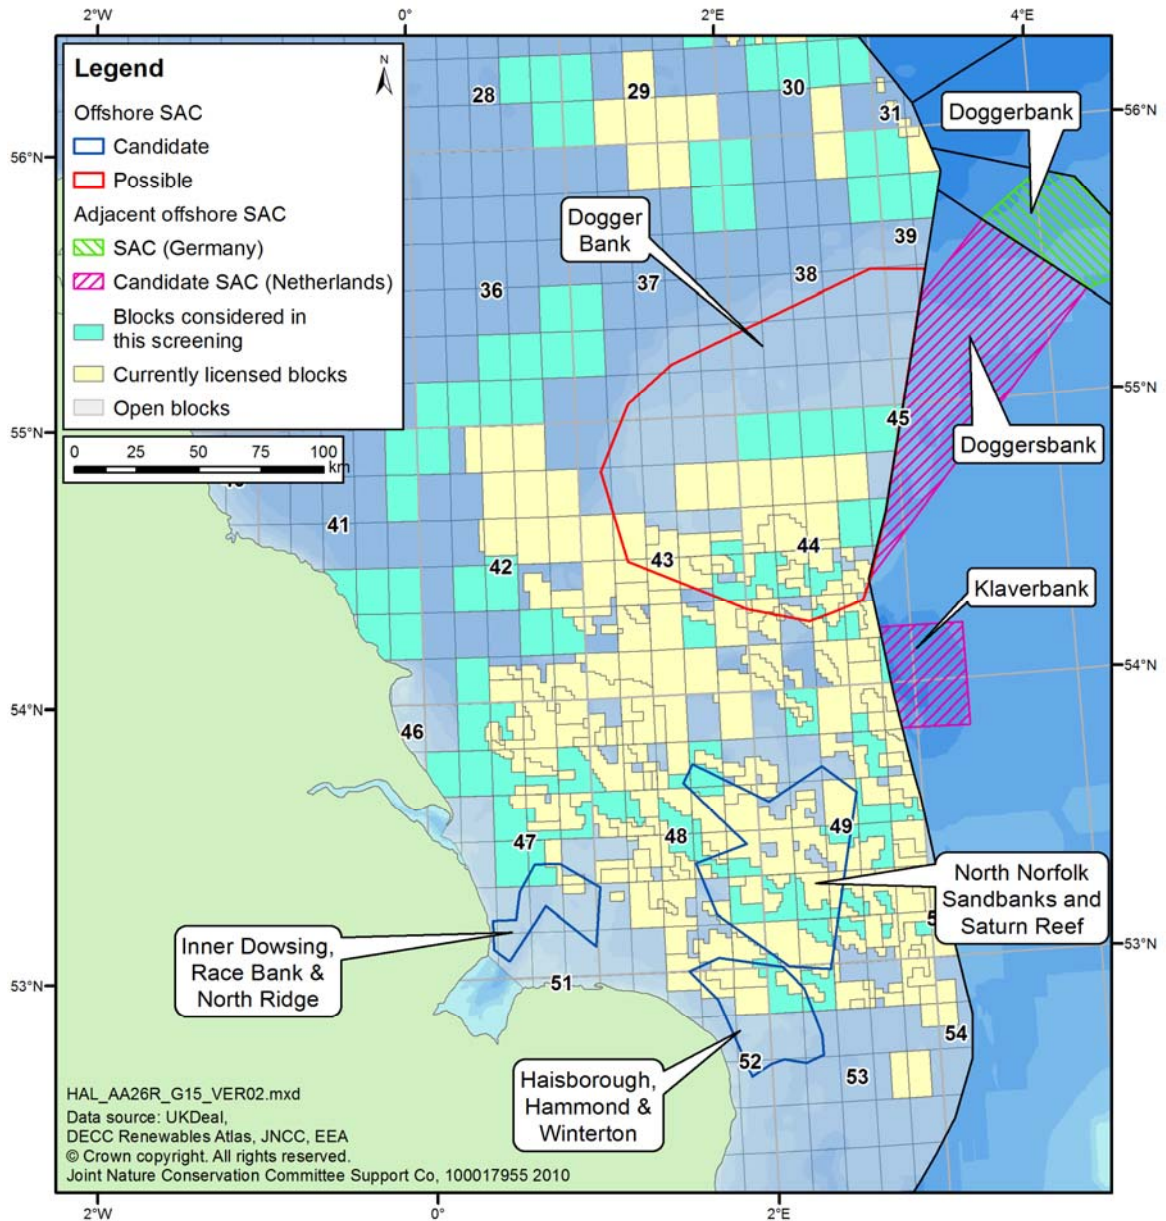 2°W
0°
2°E
4°E
Legend
N
Offshore SAC
Candidate
Possible
Adjacent offshore SAC
SAC (Germany)
Candidate SAC (Netherlands)
Blocks considered in
this screening
Currently licensed blocks
Open blocks
0 25 50 75 100
km
28
29
30
31
Doggerbank
56°N
56°N
Dogger
Bank
39
38
37
36
55°N
45
55°N
Doggersbank
41
44
43
42
Klaverbank
54°N
54°N
46
49
48
47
North Norfolk
Sandbanks and
Saturn Reef
Inner Dowsing,
Race Bank &
North Ridge
53°N
53°N
51
54
52
53
Haisborough,
Hammond &
Winterton
HAL_AA26R_G15_VER02.mxd
Data source: UKDeal,
DECC Renewables Atlas, JNCC, EEA
© Crown copyright. All rights reserved.
Joint Nature Conservation Committee Support Co, 100017955 2010
2°W
0°
2°E